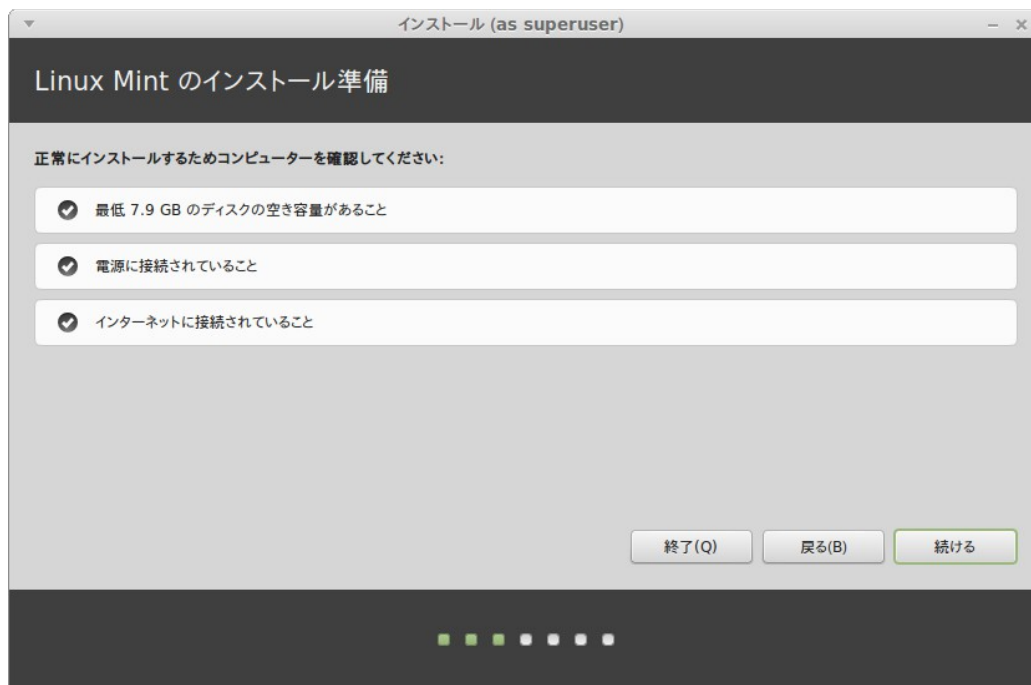 インストール (as superuser)
Linux Mint のインストール準備
正常にインストールするためコンピューターを確認してください:
最低 7.9 GB のディスクの空き容量があること
電源に接続されていること
インターネットに接続されていること
終了(Q) 戻る(B) 続ける